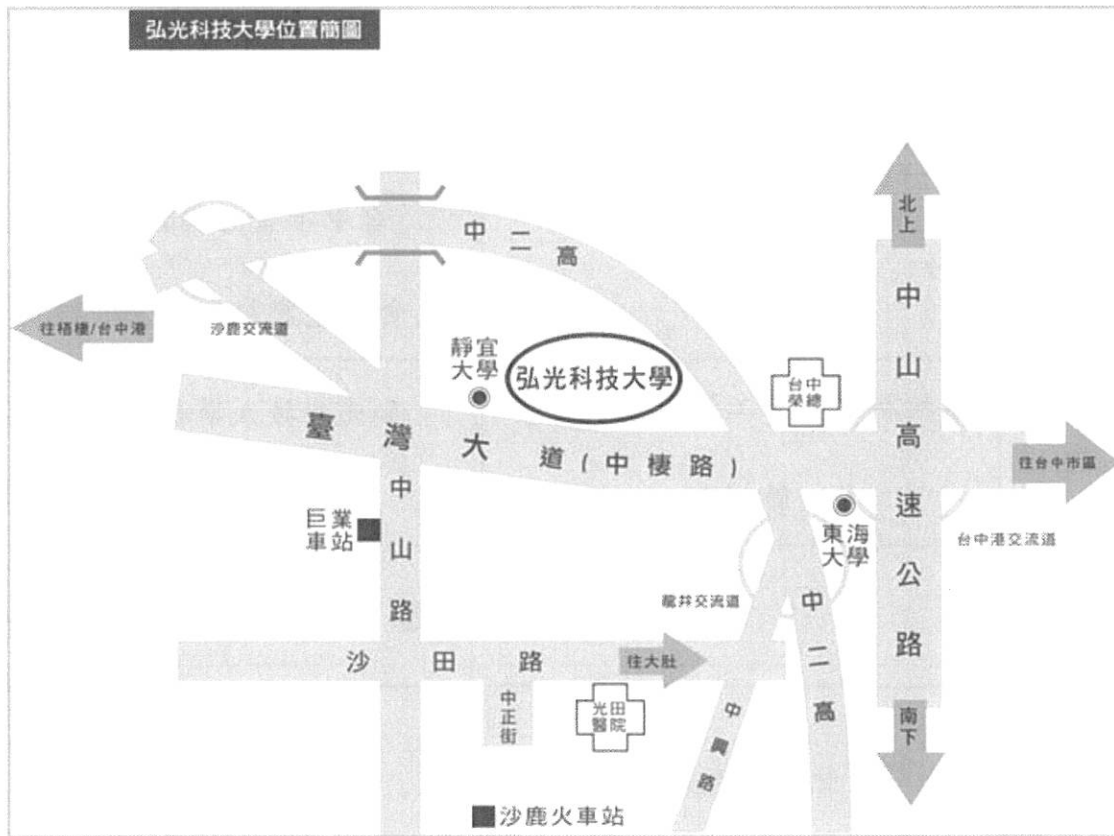 弘光科技大學位置簡圖
北上
中二高
中山高速公路
往梧棲/台中港
沙鹿交流道
靜宜
大學
弘光科技大學
台中
榮總
臺灣大道(中棲路)
往台中市區
中山路
巨業
車站
東海
大學
台中港交流道
龍井交流道
中二高
沙田路
往大肚
中正街
光田
醫院
中興路
南下
沙鹿火車站